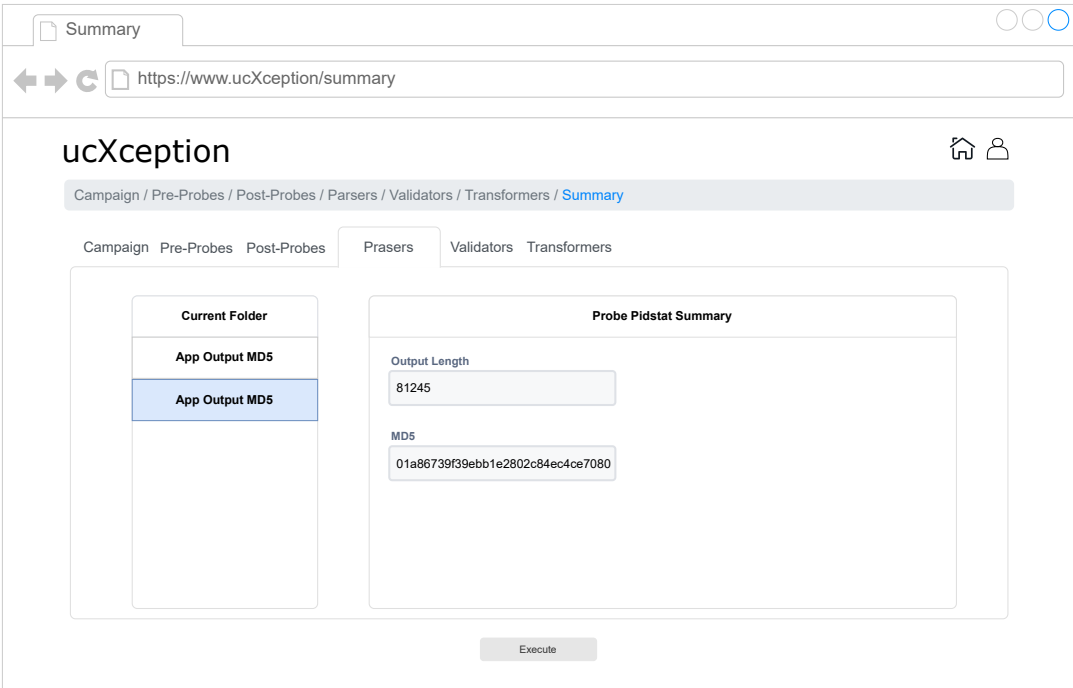 Summary
https://www.ucXception/summary
ucXception
Campaign / Pre-Probes / Post-Probes / Parsers / Validators / Transformers / Summary
Campaign Pre-Probes Post-Probes Prasers Validators Transformers
Current Folder
App Output MD5
App Output MD5
Probe Pidstat Summary
Output Length
81245
MD5
01a86739f39ebb1e2802c84ec4ce7080
Execute